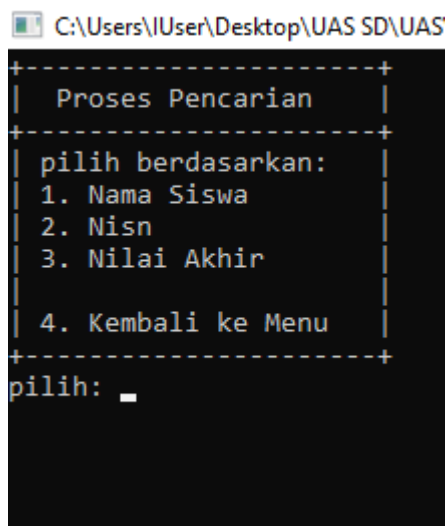 C:\Users\IUser\Desktop\UAS SD\UAS
+----------------------+
|  Proses Pencarian    |
+----------------------+
| pilih berdasarkan:   |
| 1. Nama Siswa        |
| 2. Nisn              |
| 3. Nilai Akhir       |
|                      |
| 4. Kembali ke Menu   |
+----------------------+
pilih: